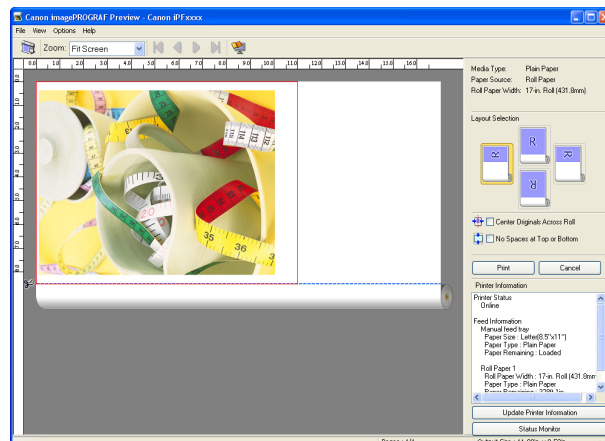 Canon imagePROGRAF Preview - Canon iPFxxxx
File View Options Help
Zoom: Fit Screen
0.0 1.0 2.0 3.0 4.0 5.0 6.0 7.0 8.0 9.0 10.0 11.0 12.0 13.0 14.0 15.0 16.0
Media Type: Plain Paper
Paper Source: Roll Paper
Roll Paper Width: 17-in. Roll (431.8mm)
Layout Selection
R
R R
R
Center Originals Across Roll
No Spaces at Top or Bottom
Print Cancel
Printer Information
Printer Status
Online
Feed Information
Manual feed tray
Paper Size : Letter(8.5"x11")
Paper Type : Plain Paper
Paper Remaining : Loaded
Roll Paper 1
Roll Paper Width : 17-in. Roll (431.8mm
Paper Type : Plain Paper
Update Printer Information
Status Monitor
35 36
20